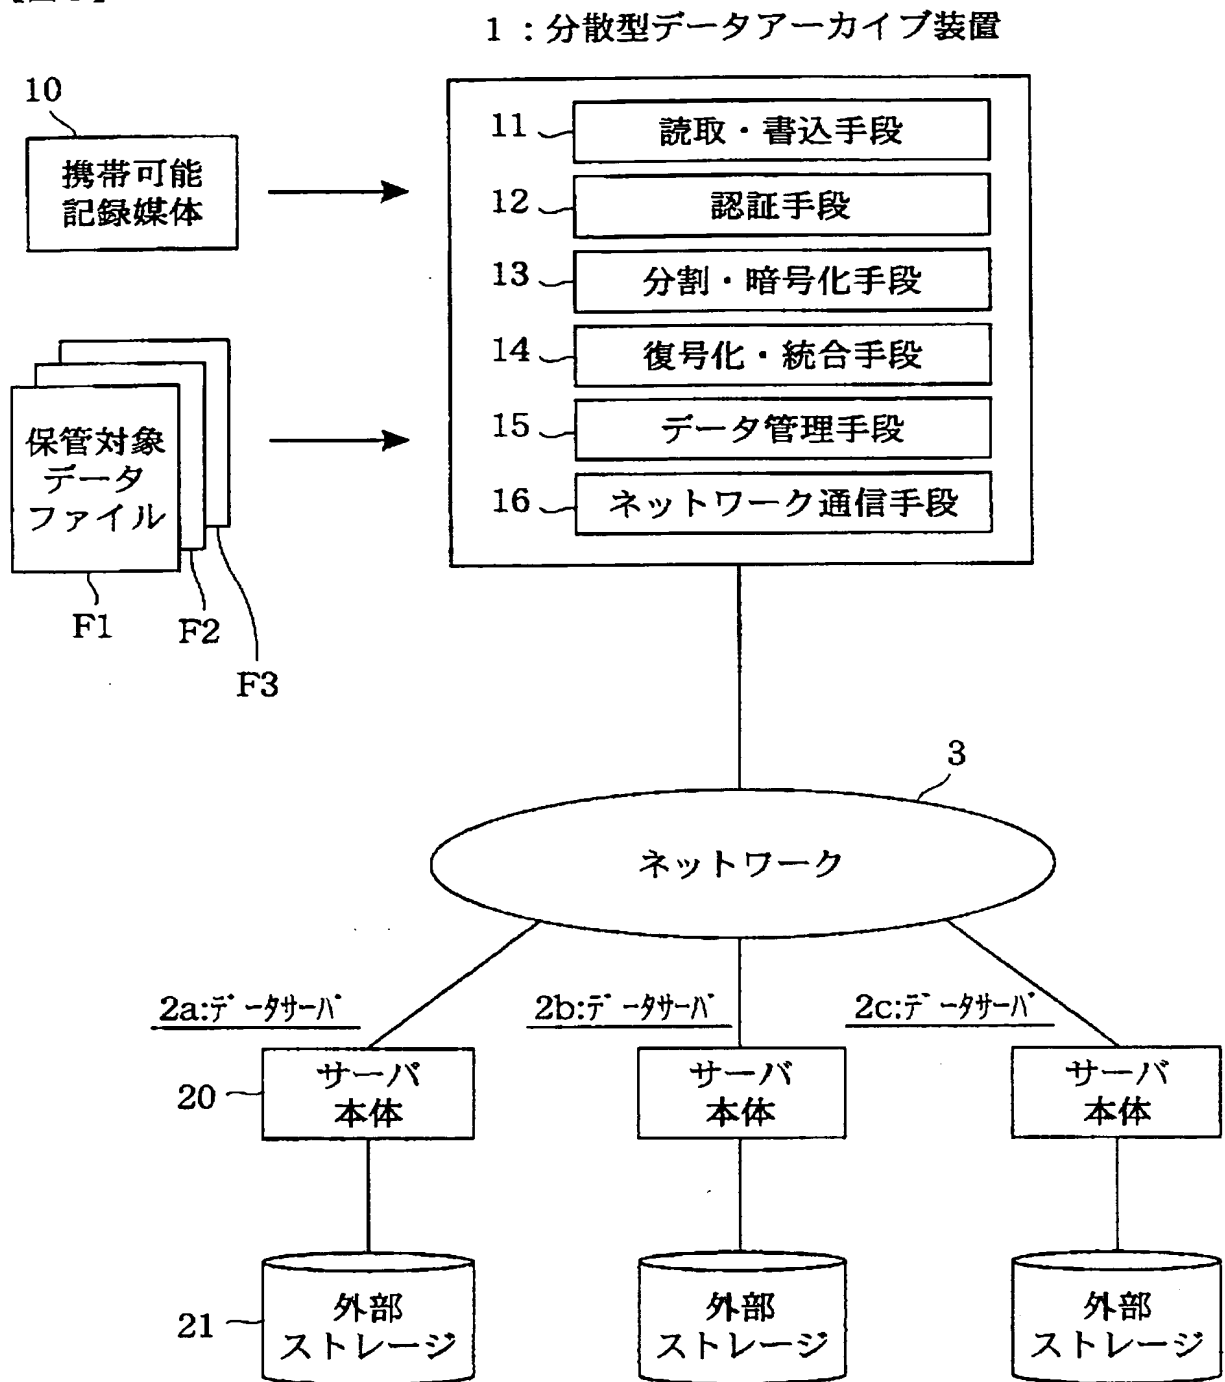 1 : 分散型データアーカイブ装置
10
携帯可能
記録媒体
11
読取・書込手段
12
認証手段
13
分割・暗号化手段
14
復号化・統合手段
15
データ管理手段
16
ネットワーク通信手段
保管対象
データ
ファイル
F1
F2
F3
3
ネットワーク
2a:ﾃﾞｰﾀｻｰﾊﾞ
2b:ﾃﾞｰﾀｻｰﾊﾞ
2c:ﾃﾞｰﾀｻｰﾊﾞ
20
サーバ
本体
サーバ
本体
サーバ
本体
21
外部
ストレージ
外部
ストレージ
外部
ストレージ